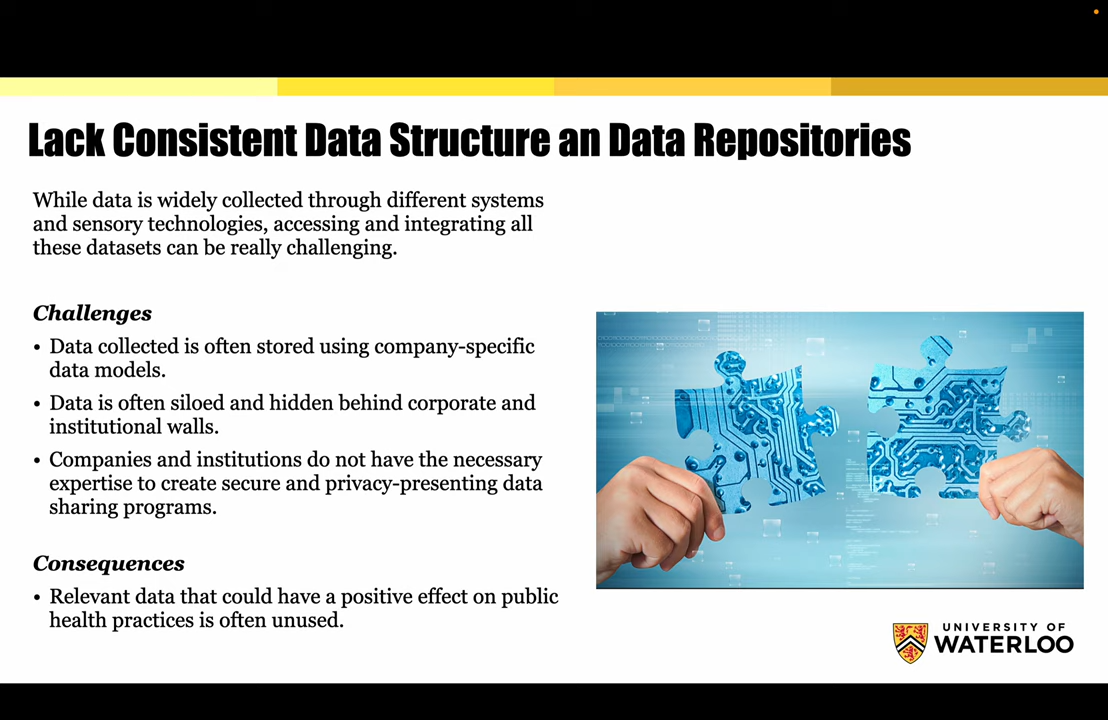 Lack Consistent Data Structure an Data Repositories
While data is widely collected through different systems
and sensory technologies, accessing and integrating all
these datasets can be really challenging.
Challenges
• Data collected is often stored using company-specific
data models.
• Data is often siloed and hidden behind corporate and
institutional walls.
• Companies and institutions do not have the necessary
expertise to create secure and privacy-presenting data
sharing programs.
Consequences
• Relevant data that could have a positive effect on public
health practices is often unused.
UNIVERSITY OF
WATERLOO